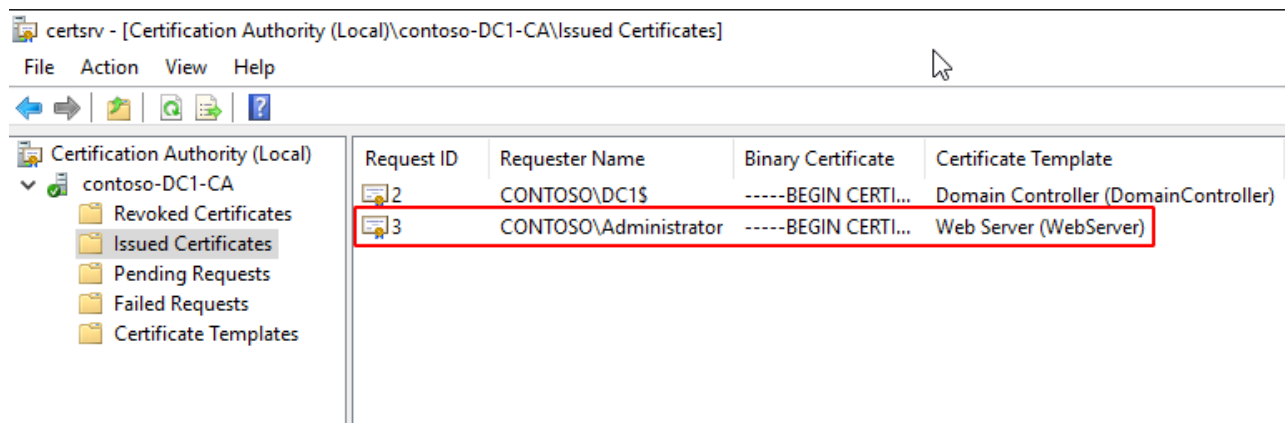 certsrv - [Certification Authority (Local)\contoso-DC1-CA\Issued Certificates]
File Action View Help
Certification Authority (Local)
contoso-DC1-CA
Revoked Certificates
Issued Certificates
Pending Requests
Failed Requests
Certificate Templates
Request ID Requester Name Binary Certificate Certificate Template
2 CONTOSO\DC1$ -----BEGIN CERTI... Domain Controller (DomainController)
3 CONTOSO\Administrator -----BEGIN CERTI... Web Server (WebServer)